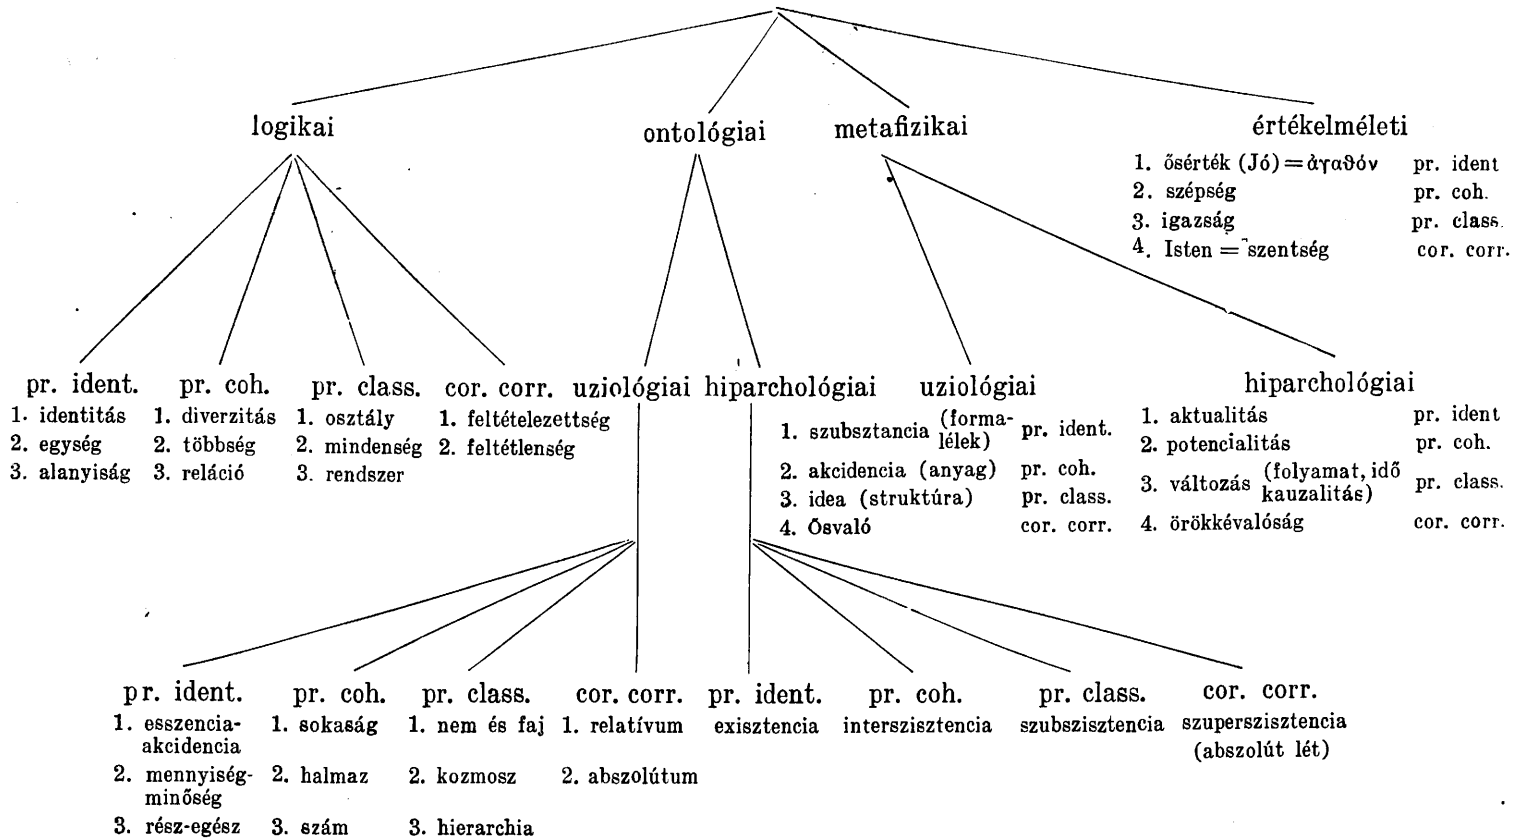 logikai
ontológiai
metafizikai
értékelméleti
1. ősérték (Jó) = ἀγαθόν pr. ident
2. szépség pr. coh.
3. igazság pr. class.
4. Isten = szentség cor. corr.
pr. ident.
1. identitás
2. egység
3. alanyiság
pr. coh.
1. diverzitás
2. többség
3. reláció
pr. class.
1. osztály
2. mindenség
3. rendszer
cor. corr.
1. feltételezettség
2. feltétlenség
uziológiai
hiparchológiai
uziológiai
1. szubsztancia (forma-
lélek) pr. ident.
2. akcidencia (anyag) pr. coh.
3. idea (struktúra) pr. class.
4. Ősvaló cor. corr.
hiparchológiai
1. aktualitás pr. ident
2. potencialitás pr. coh.
3. változás (folyamat, idő
kauzalitás) pr. class.
4. örökkévalóság cor. corr.
pr. ident.
1. esszencia-
akcidencia
2. mennyiség-
minőség
3. rész-egész
pr. coh.
1. sokaság
2. halmaz
3. szám
pr. class.
1. nem és faj
2. kozmosz
3. hierarchia
cor. corr.
1. relatívum
2. abszolútum
pr. ident.
exisztencia
pr. coh.
interszisztencia
pr. class.
szubszisztencia
cor. corr.
szuperszisztencia
(abszolút lét)